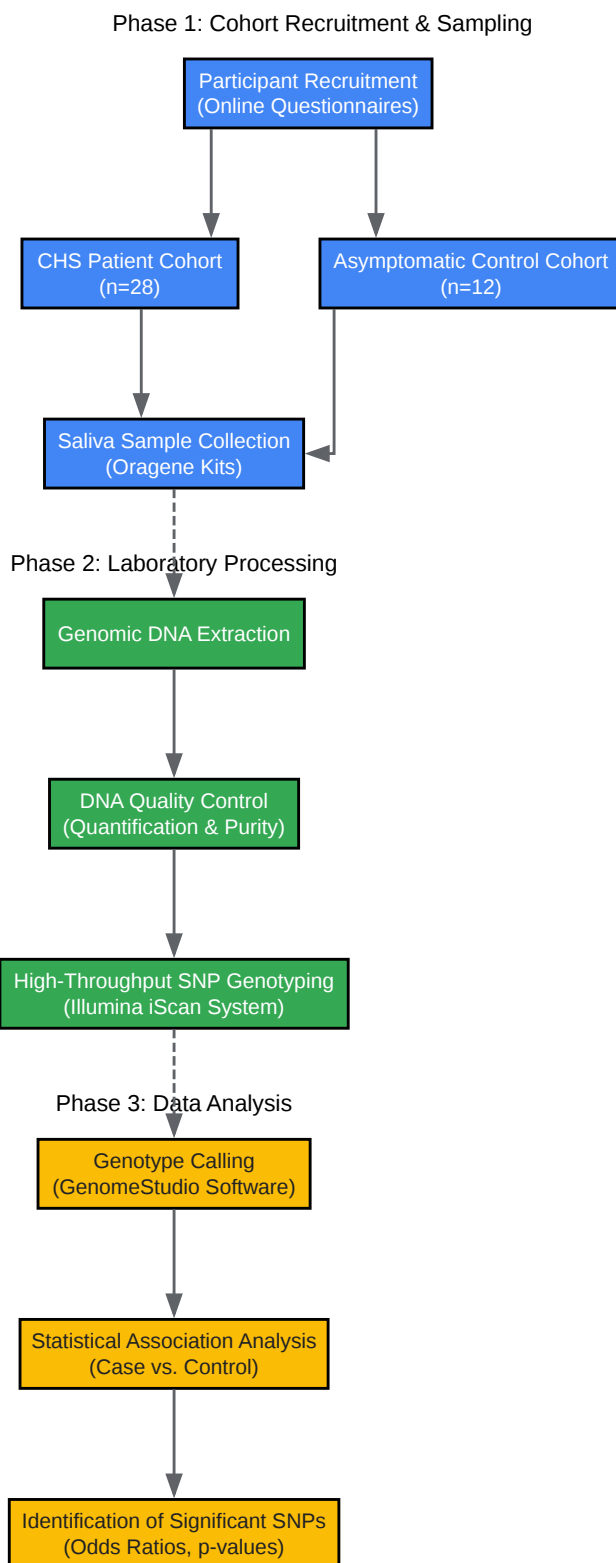 Phase 1: Cohort Recruitment & Sampling
Participant Recruitment
(Online Questionnaires)
CHS Patient Cohort
(n=28)
Asymptomatic Control Cohort
(n=12)
Saliva Sample Collection
(Oragene Kits)
Phase 2: Laboratory Processing
Genomic DNA Extraction
DNA Quality Control
(Quantification & Purity)
High-Throughput SNP Genotyping
(Illumina iScan System)
Phase 3: Data Analysis
Genotype Calling
(GenomeStudio Software)
Statistical Association Analysis
(Case vs. Control)
Identification of Significant SNPs
(Odds Ratios, p-values)